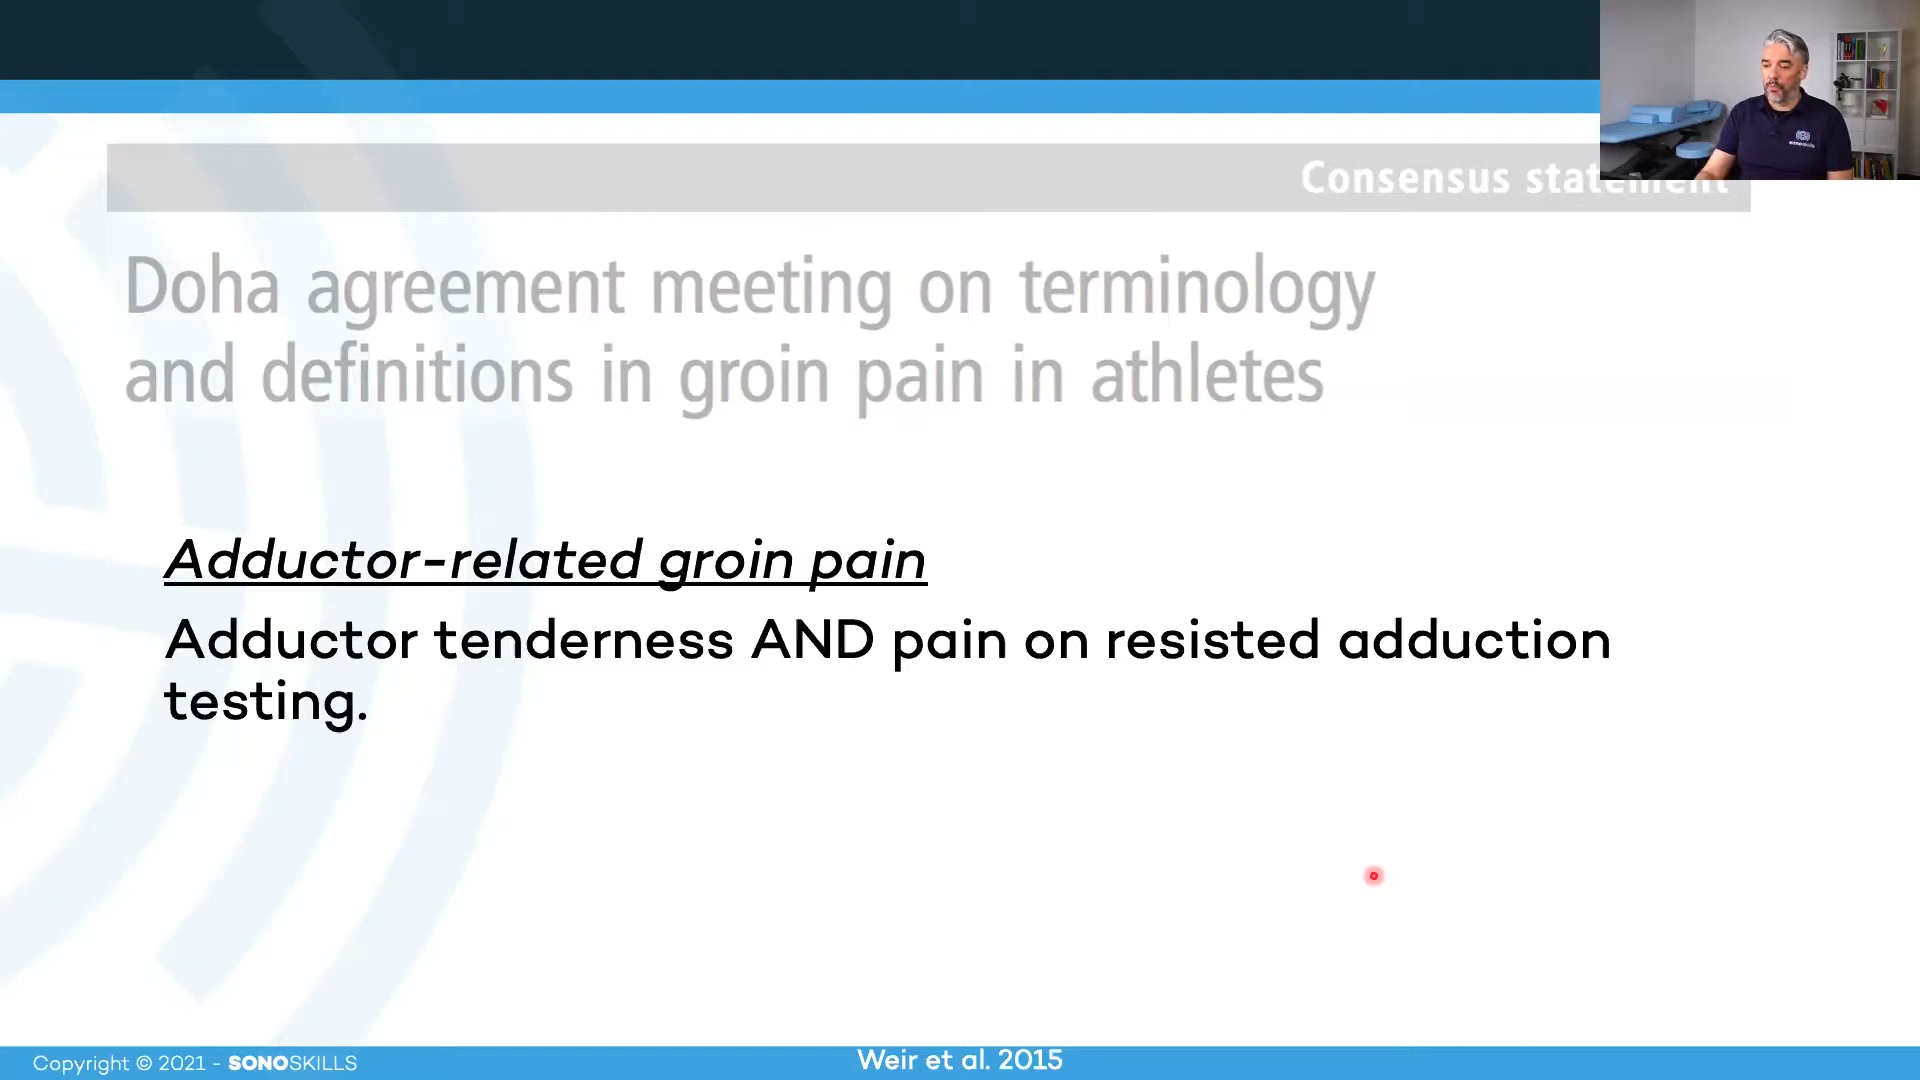 Consensus statement
Doha agreement meeting on terminology
and definitions in groin pain in athletes
Adductor-related groin pain
Adductor tenderness AND pain on resisted adduction
testing.
Copyright © 2021 - SONOSKILLS
Weir et al. 2015